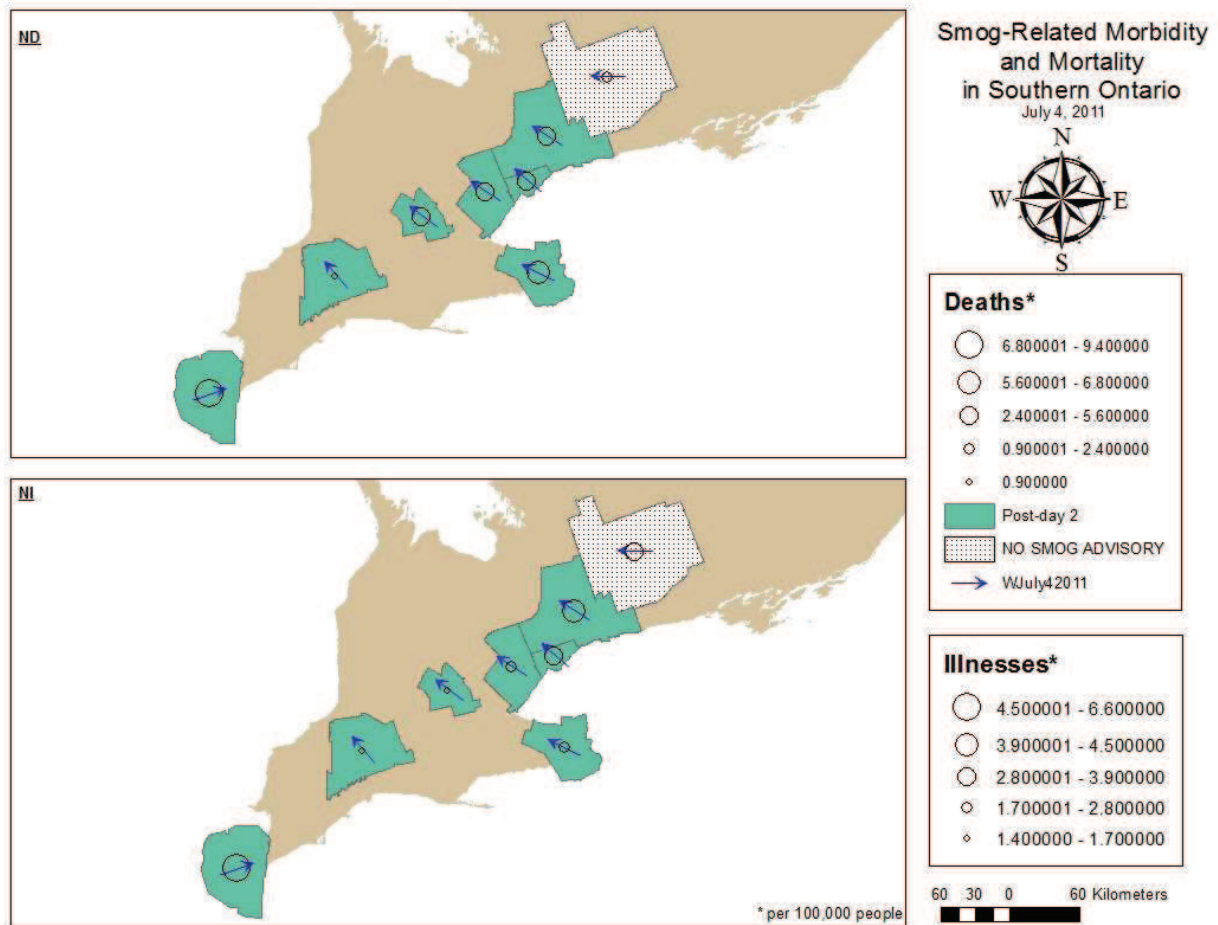 ND
NI
* per 100,000 people
Smog-Related Morbidity
and Mortality
in Southern Ontario
July 4, 2011
N
W
E
S
Deaths*
6.800001 - 9.400000
5.600001 - 6.800000
2.400001 - 5.600000
0.900001 - 2.400000
0.900000
Post-day 2
NO SMOG ADVISORY
WJuly42011
Illnesses*
4.500001 - 6.600000
3.900001 - 4.500000
2.800001 - 3.900000
1.700001 - 2.800000
1.400000 - 1.700000
60 30 0 60 Kilometers